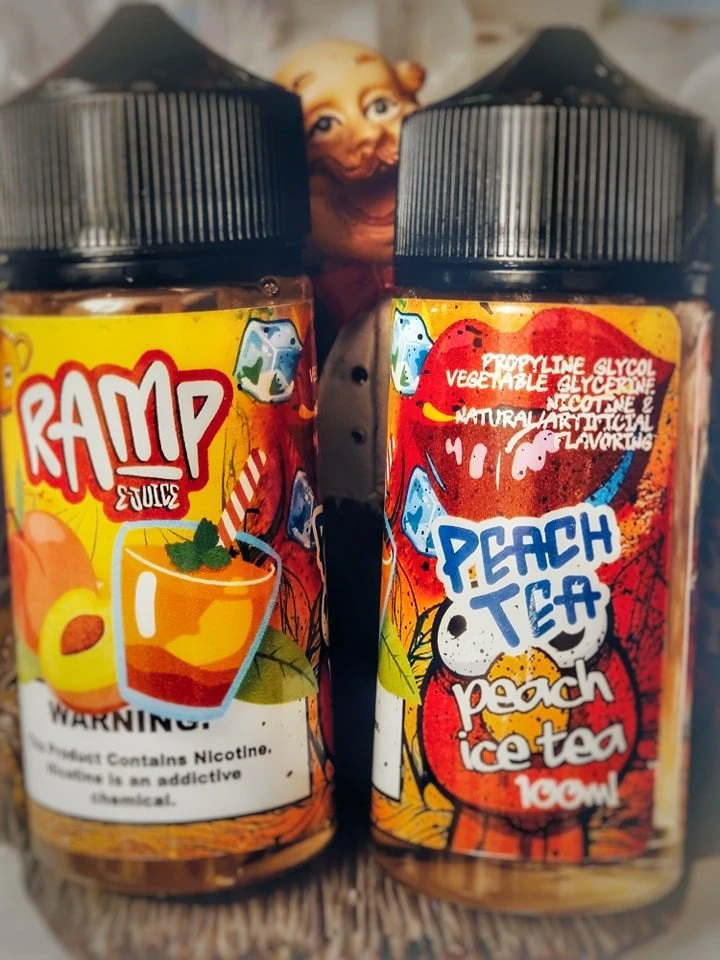 RAMP
EJUICE
WARNING:
This Product Contains Nicotine.
Nicotine is an addictive
chemical.
PROPYLINE GLYCOL
VEGETABLE GLYCERINE
NICOTINE &
NATURAL/ARTIFICIAL
FLAVORING
PEACH
TEA
peach
ice tea
100ml